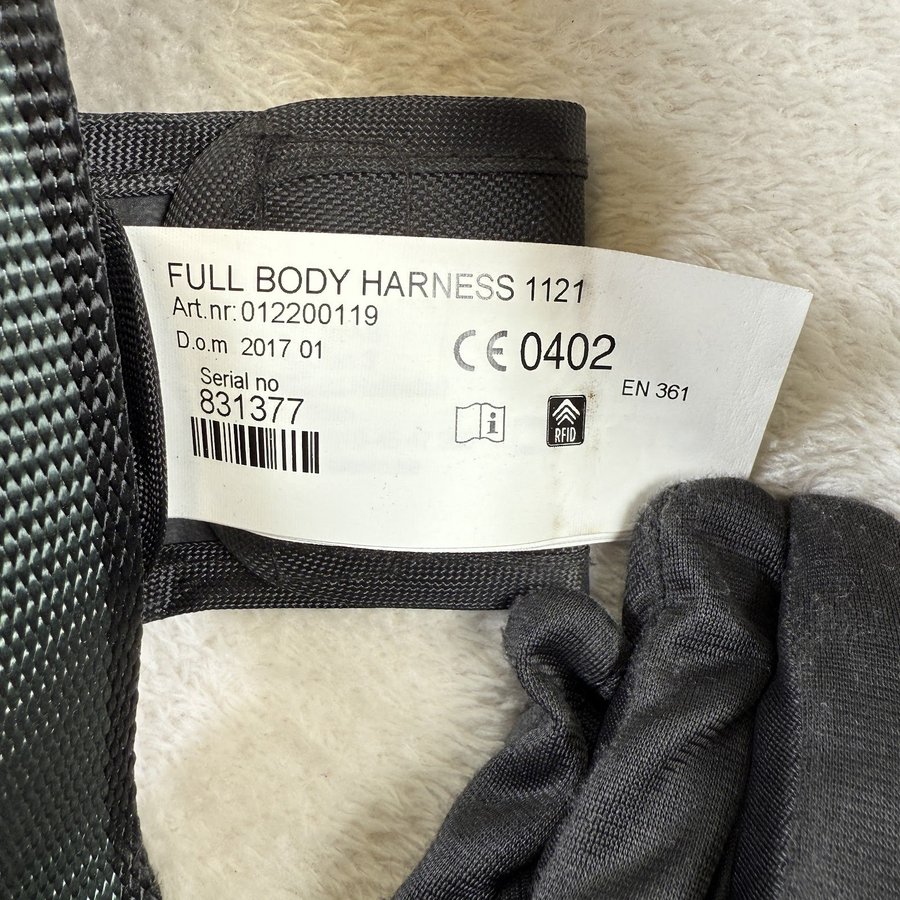 FULL BODY HARNESS 1121
Art.nr: 012200119
D.o.m 2017 01
CE 0402
EN 361
Serial no
831377
i
RFID